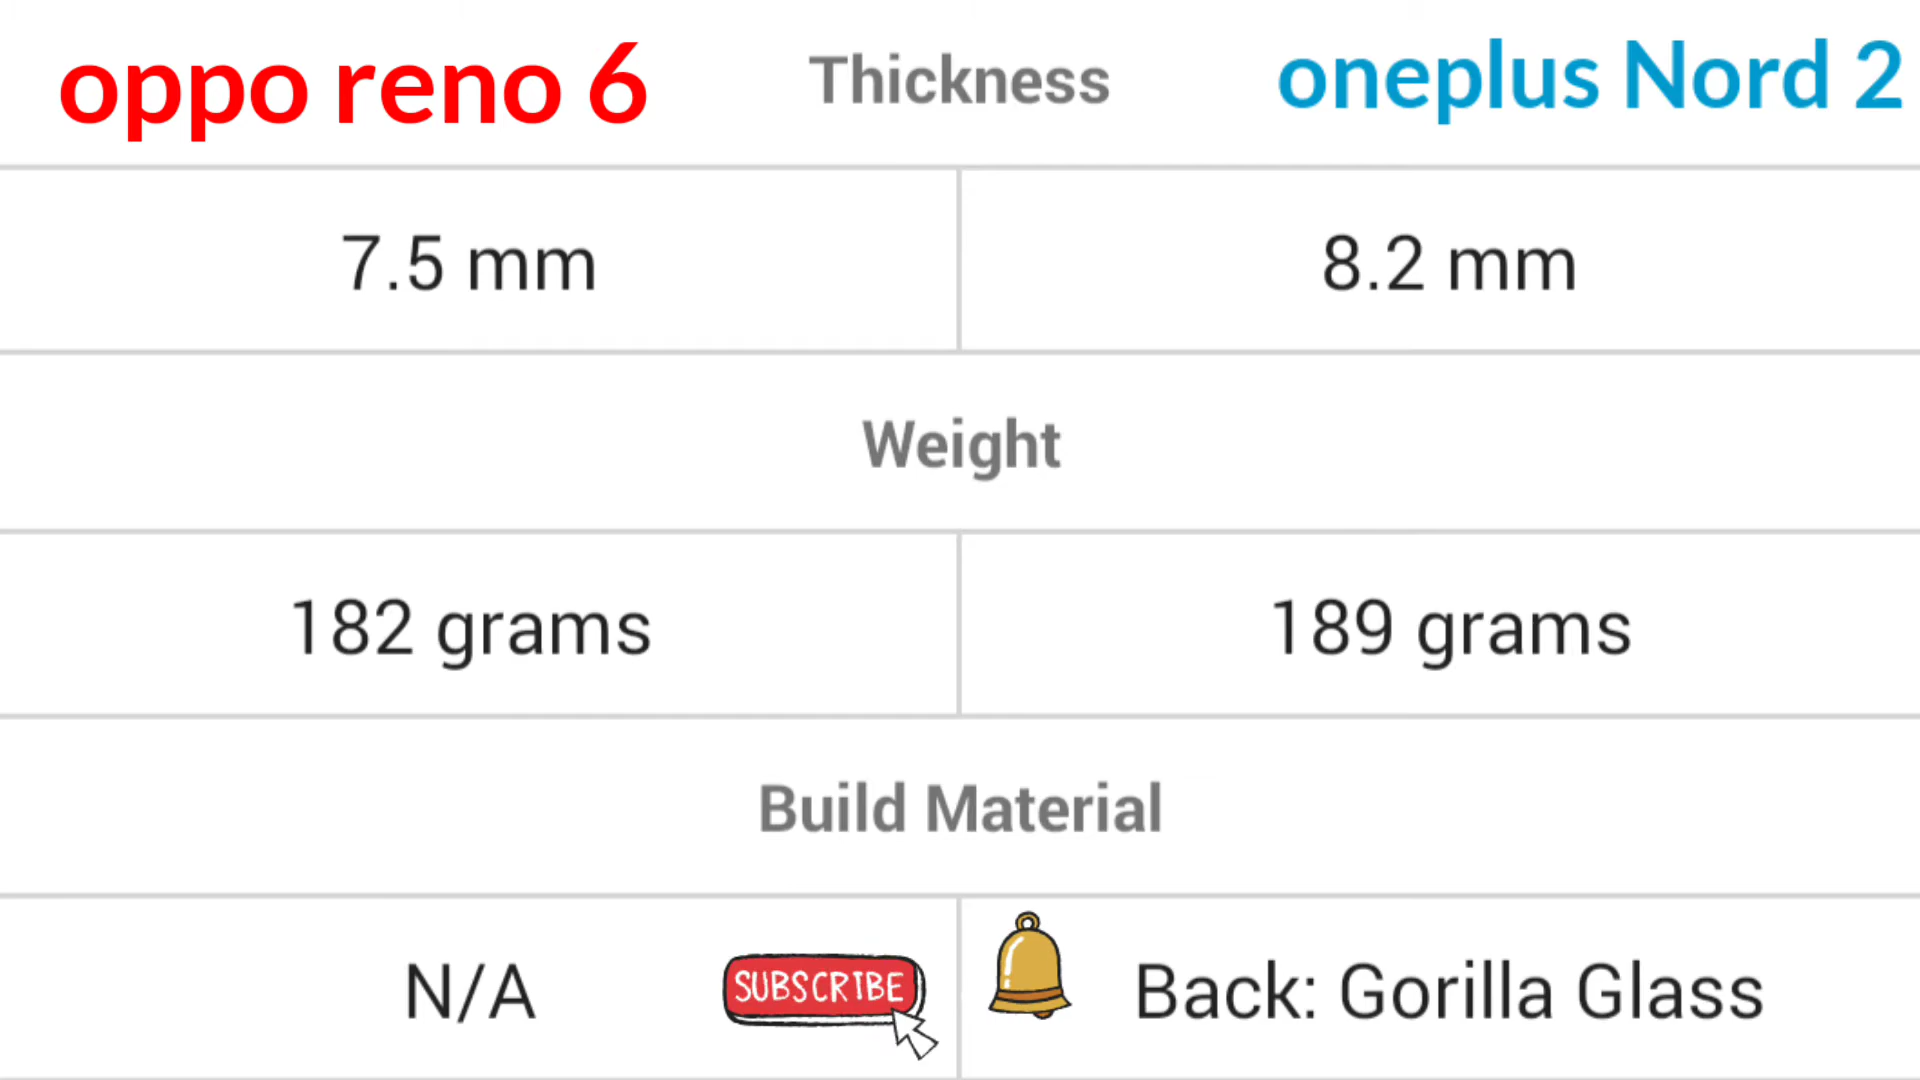 oppo reno 6 Thickness oneplus Nord 2
7.5 mm 8.2 mm
Weight
182 grams 189 grams
Build Material
N/A SUBSCRIBE Back: Gorilla Glass